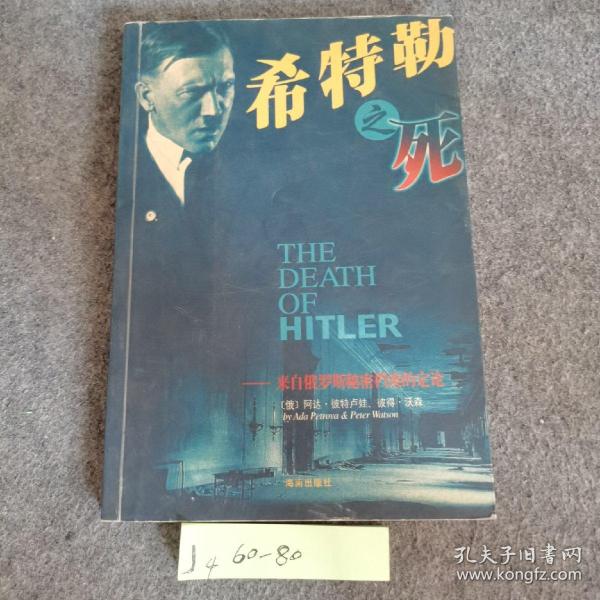 希特勒
之死
THE
DEATH
OF
HITLER
——来自俄罗斯秘密档案的定论
〔俄〕阿达·彼特卢娃、彼得·沃森
by Ada Petrova & Peter Watson
海南出版社
J4 60-80
孔夫子旧书网
www.kongfz.com